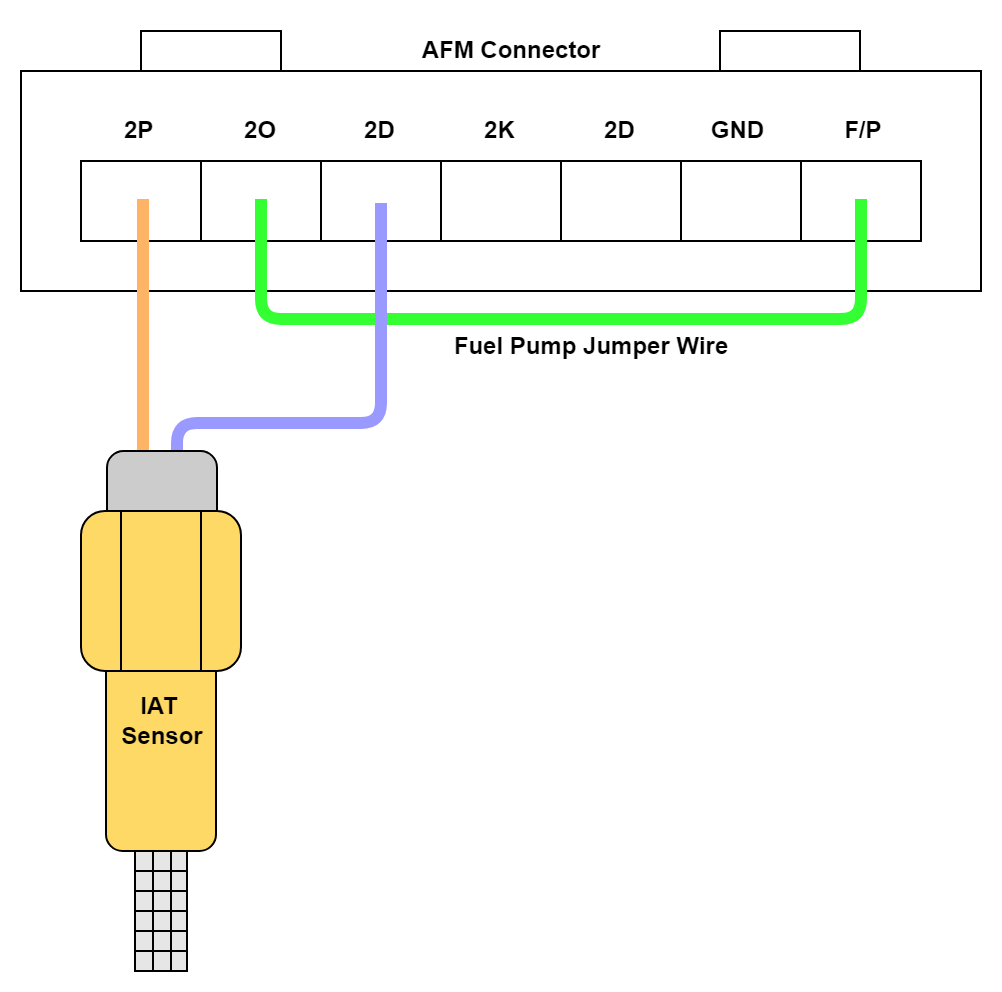 AFM Connector
2P 2O 2D 2K 2D GND F/P
Fuel Pump Jumper Wire
IAT
Sensor